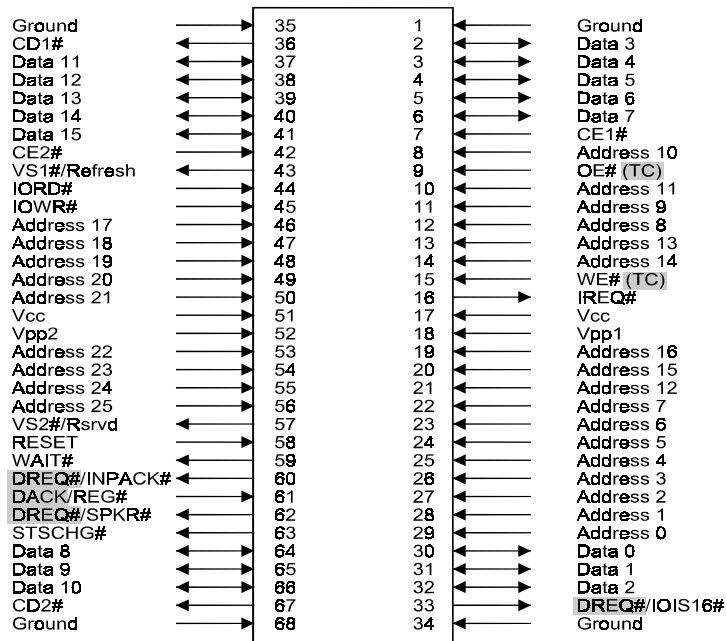 Ground 35 1 Ground
CD1# 36 2 Data 3
Data 11 37 3 Data 4
Data 12 38 4 Data 5
Data 13 39 5 Data 6
Data 14 40 6 Data 7
Data 15 41 7 CE1#
CE2# 42 8 Address 10
VS1#/Refresh 43 9 OE# (TC)
IORD# 44 10 Address 11
IOWR# 45 11 Address 9
Address 17 46 12 Address 8
Address 18 47 13 Address 13
Address 19 48 14 Address 14
Address 20 49 15 WE# (TC)
Address 21 50 16 IREQ#
Vcc 51 17 Vcc
Vpp2 52 18 Vpp1
Address 22 53 19 Address 16
Address 23 54 20 Address 15
Address 24 55 21 Address 12
Address 25 56 22 Address 7
VS2#/Rsrvd 57 23 Address 6
RESET 58 24 Address 5
WAIT# 59 25 Address 4
DREQ#/INPACK# 60 26 Address 3
DACK/REG# 61 27 Address 2
DREQ#/SPKR# 62 28 Address 1
STSCHG# 63 29 Address 0
Data 8 64 30 Data 0
Data 9 65 31 Data 1
Data 10 66 32 Data 2
CD2# 67 33 DREQ#/IOIS16#
Ground 68 34 Ground